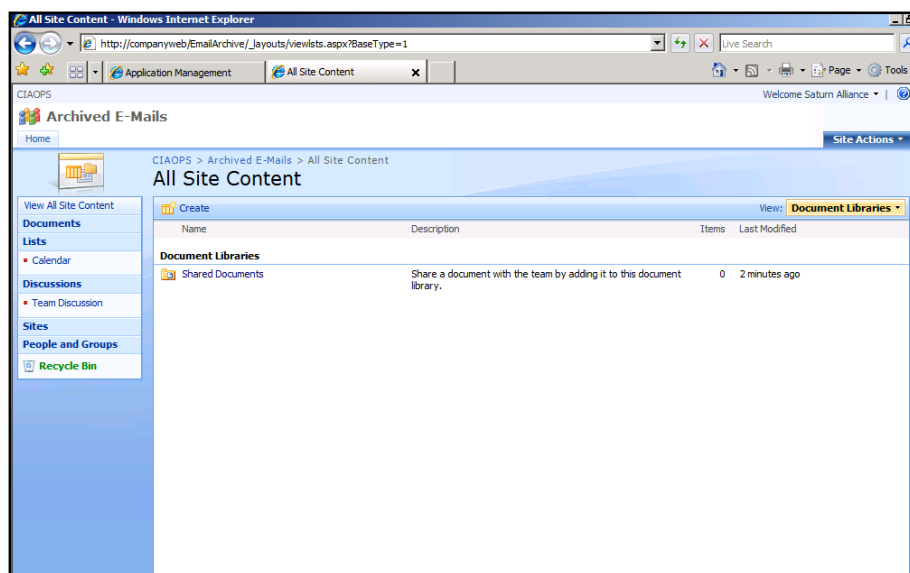 All Site Content - Windows Internet Explorer
http://companyweb/EmailArchive/_layouts/viewlsts.aspx?BaseType=1
Live Search
Application Management
All Site Content
Page
Tools
CIAOPS
Welcome Saturn Alliance
Archived E-Mails
Home
Site Actions
CIAOPS > Archived E-Mails > All Site Content
All Site Content
View All Site Content
Create
View: Document Libraries
Documents
Name Description Items Last Modified
Lists
Calendar
Document Libraries
Shared Documents Share a document with the team by adding it to this document 0 2 minutes ago
library.
Discussions
Team Discussion
Sites
People and Groups
Recycle Bin